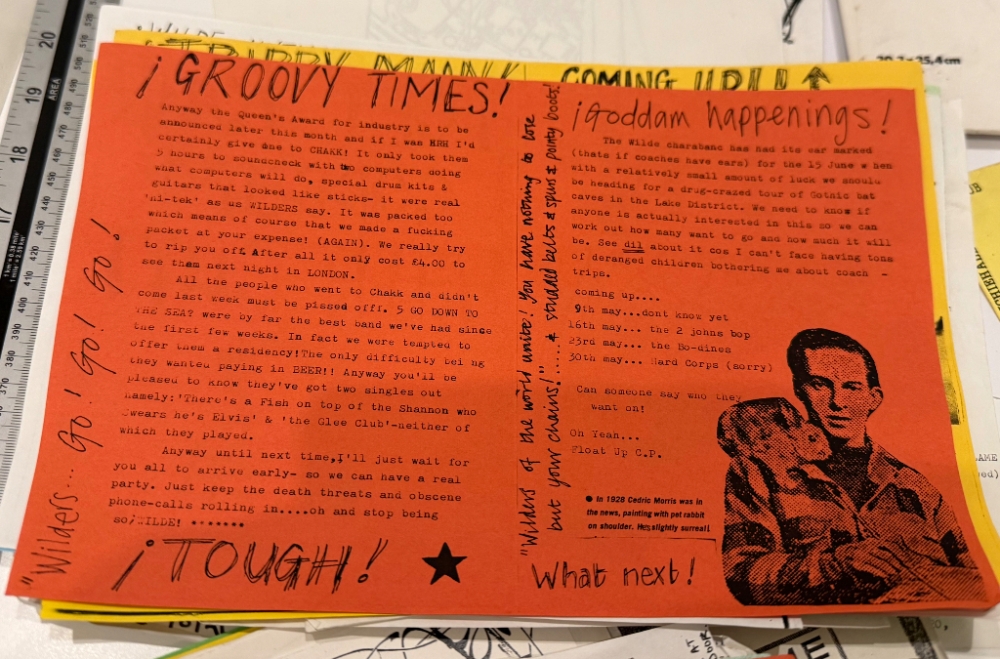 ¡TRIPPY MAN! COMING UP!!
¡GROOVY TIMES!
Anyway the Queen's Award for industry is to be
announced later this month and if I was HRH I'd
certainly give one to CHAKK! It only took them
5 hours to soundcheck with two computers doing
what computers will do, special drum kits &
guitars that looked like sticks- it were real
'hi-tek' as us WILDERS say. It was packed too
which means of course that we made a fucking
packet at your expense! (AGAIN). We really try
to rip you off. After all it only cost £4.00 to
see them next night in LONDON.
All the people who went to Chakk and didn't
come last week must be pissed off!. 5 GO DOWN TO
THE SEA? were by far the best band we've had since
the first few weeks. In fact we were tempted to
offer them a residency!The only difficulty being
they wanted paying in BEER!! Anyway you'll be
pleased to know they've got two singles out
namely:'There's a Fish on top of the Shannon who
swears he's Elvis' & 'the Glee Club'-neither of
which they played.
Anyway until next time,I'll just wait for
you all to arrive early- so we can have a real
party. Just keep the death threats and obscene
phone-calls rolling in....oh and stop being
so;WILDE! •••••••
¡TOUGH!
"Wilders... Go! Go! Go! Go!
"Wilders of the world unite! You have nothing to lose
but your chains!"....& studded belts & spurs & pointy boots!
¡Goddam happenings!
The Wilde charabanc has had its ear marked
(thats if coaches have ears) for the 15 June w hen
with a relatively small amount of luck we should
be heading for a drug-crazed tour of Gothic bat
caves in the Lake District. We need to know if
anyone is actually interested in this so we can
work out how many want to go and how much it will
be. See dil about it cos I can't face having tons
of deranged children bothering me about coach -
trips.
coming up....
9th may...dont know yet
16th may... the 2 johns bop
23rd may... the Bo-dines
30th may... Hard Corps (sorry)
Can someone say who they
want on!
Oh Yean...
Float Up C.P.
● In 1928 Cedric Morris was in
the news, painting with pet rabbit
on shoulder. Hes slightly surreal!
What next!
20.3 x 25.4cm
AREA
20
19
18
17